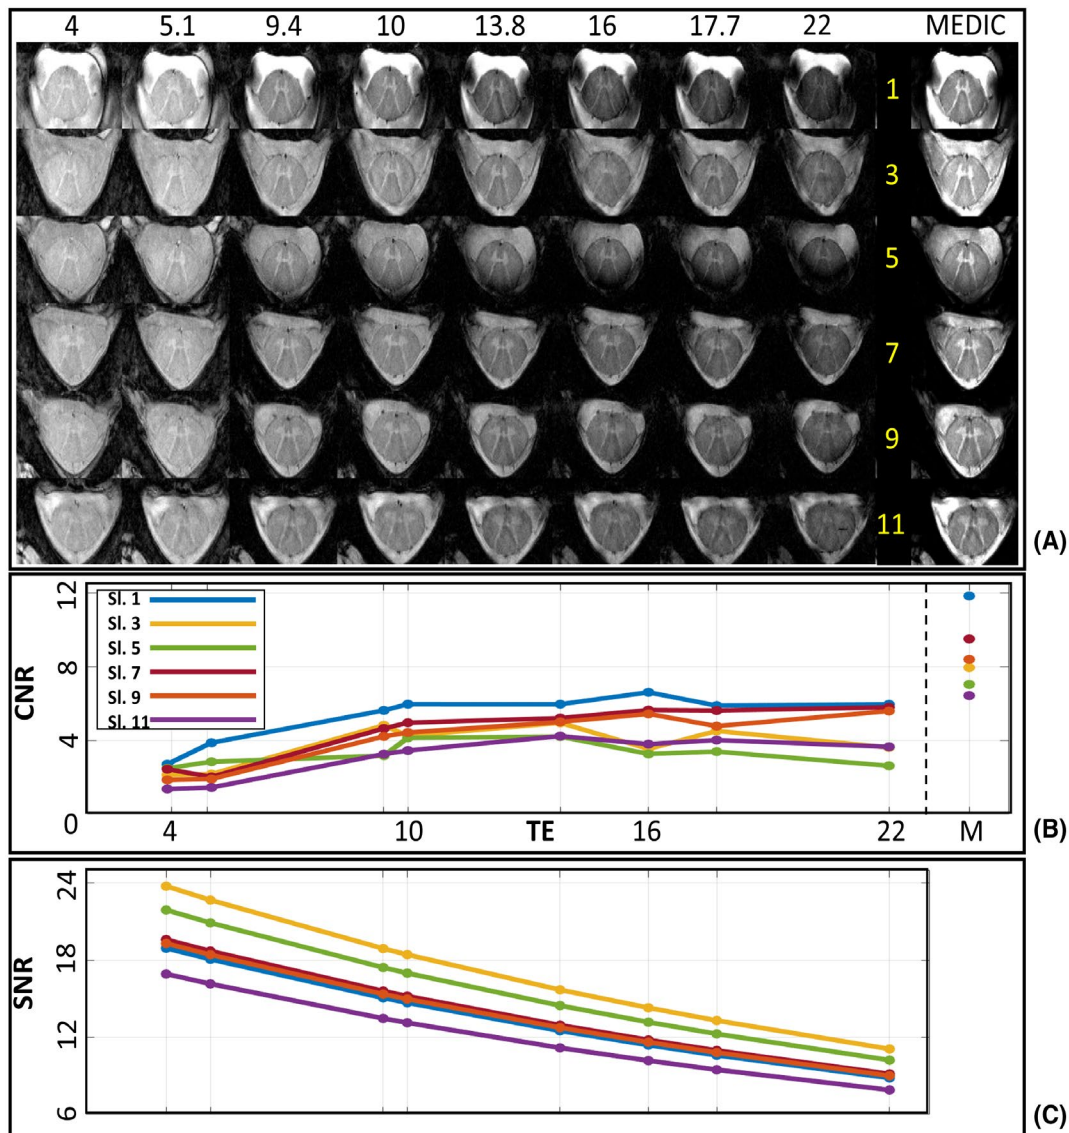 4 5.1 9.4 10 13.8 16 17.7 22 MEDIC
1
3
5
7
9
11
(A)
12
8
4
0
CNR
Sl. 1
Sl. 3
Sl. 5
Sl. 7
Sl. 9
Sl. 11
4 10 TE 16 22 M
(B)
24
18
12
6
SNR
(C)